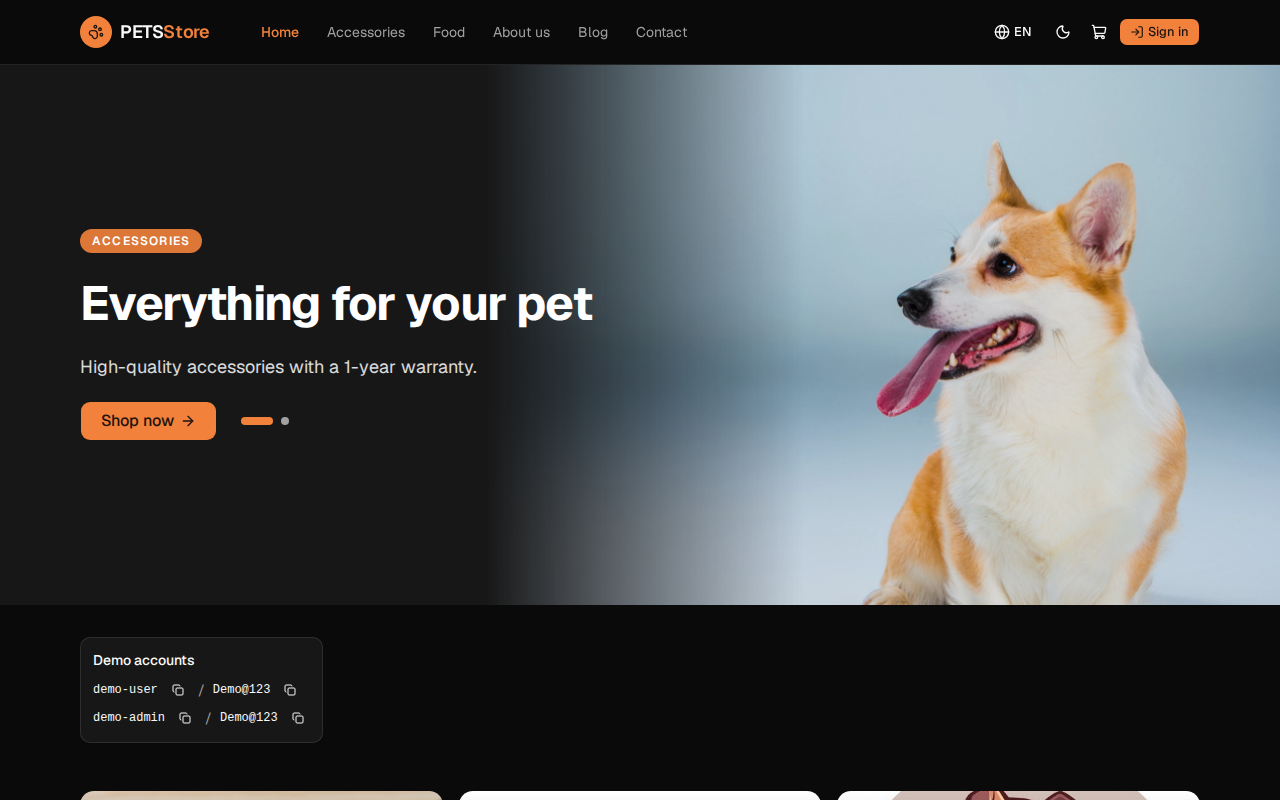 PETSStore
Home
Accessories
Food
About us
Blog
Contact
EN
Sign in
ACCESSORIES
Everything for your pet
High-quality accessories with a 1-year warranty.
Shop now
Demo accounts
demo-user / Demo@123
demo-admin / Demo@123